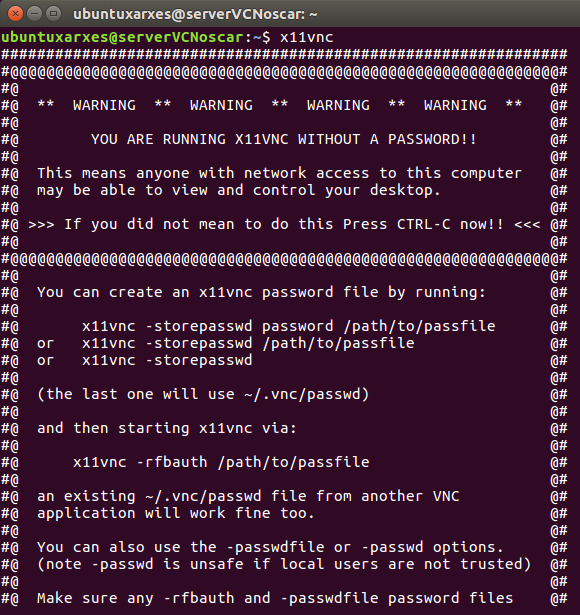 ubuntuxarxes@serverVCNoscar: ~
ubuntuxarxes@serverVCNoscar:~$ x11vnc
###############################################################
#@@@@@@@@@@@@@@@@@@@@@@@@@@@@@@@@@@@@@@@@@@@@@@@@@@@@@@@@@@@@@#
#@                                                           @#
#@  **  WARNING  **  WARNING  **  WARNING  **  WARNING  **   @#
#@                                                           @#
#@        YOU ARE RUNNING X11VNC WITHOUT A PASSWORD!!        @#
#@                                                           @#
#@  This means anyone with network access to this computer   @#
#@  may be able to view and control your desktop.            @#
#@                                                           @#
#@ >>> If you did not mean to do this Press CTRL-C now!! <<< @#
#@                                                           @#
#@@@@@@@@@@@@@@@@@@@@@@@@@@@@@@@@@@@@@@@@@@@@@@@@@@@@@@@@@@@@@#
#@                                                           @#
#@  You can create an x11vnc password file by running:       @#
#@                                                           @#
#@       x11vnc -storepasswd password /path/to/passfile      @#
#@  or   x11vnc -storepasswd /path/to/passfile               @#
#@  or   x11vnc -storepasswd                                 @#
#@                                                           @#
#@  (the last one will use ~/.vnc/passwd)                    @#
#@                                                           @#
#@  and then starting x11vnc via:                            @#
#@                                                           @#
#@      x11vnc -rfbauth /path/to/passfile                    @#
#@                                                           @#
#@  an existing ~/.vnc/passwd file from another VNC          @#
#@  application will work fine too.                          @#
#@                                                           @#
#@  You can also use the -passwdfile or -passwd options.     @#
#@  (note -passwd is unsafe if local users are not trusted)  @#
#@                                                           @#
#@  Make sure any -rfbauth and -passwdfile password files    @#